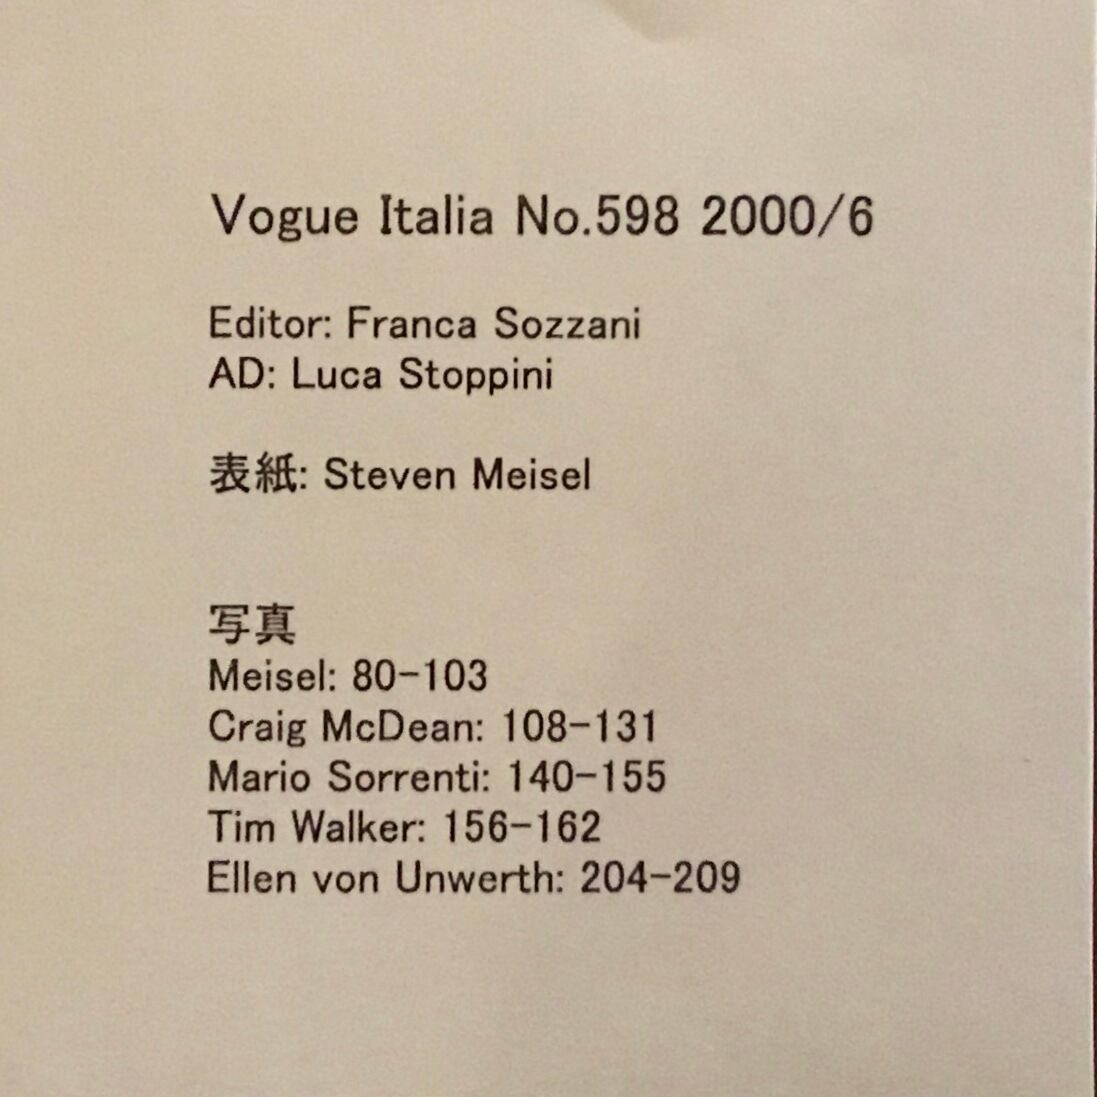 Vogue Italia No.598 2000/6
Editor: Franca Sozzani
AD: Luca Stoppini
表紙: Steven Meisel
写真
Meisel: 80-103
Craig McDean: 108-131
Mario Sorrenti: 140-155
Tim Walker: 156-162
Ellen von Unwerth: 204-209